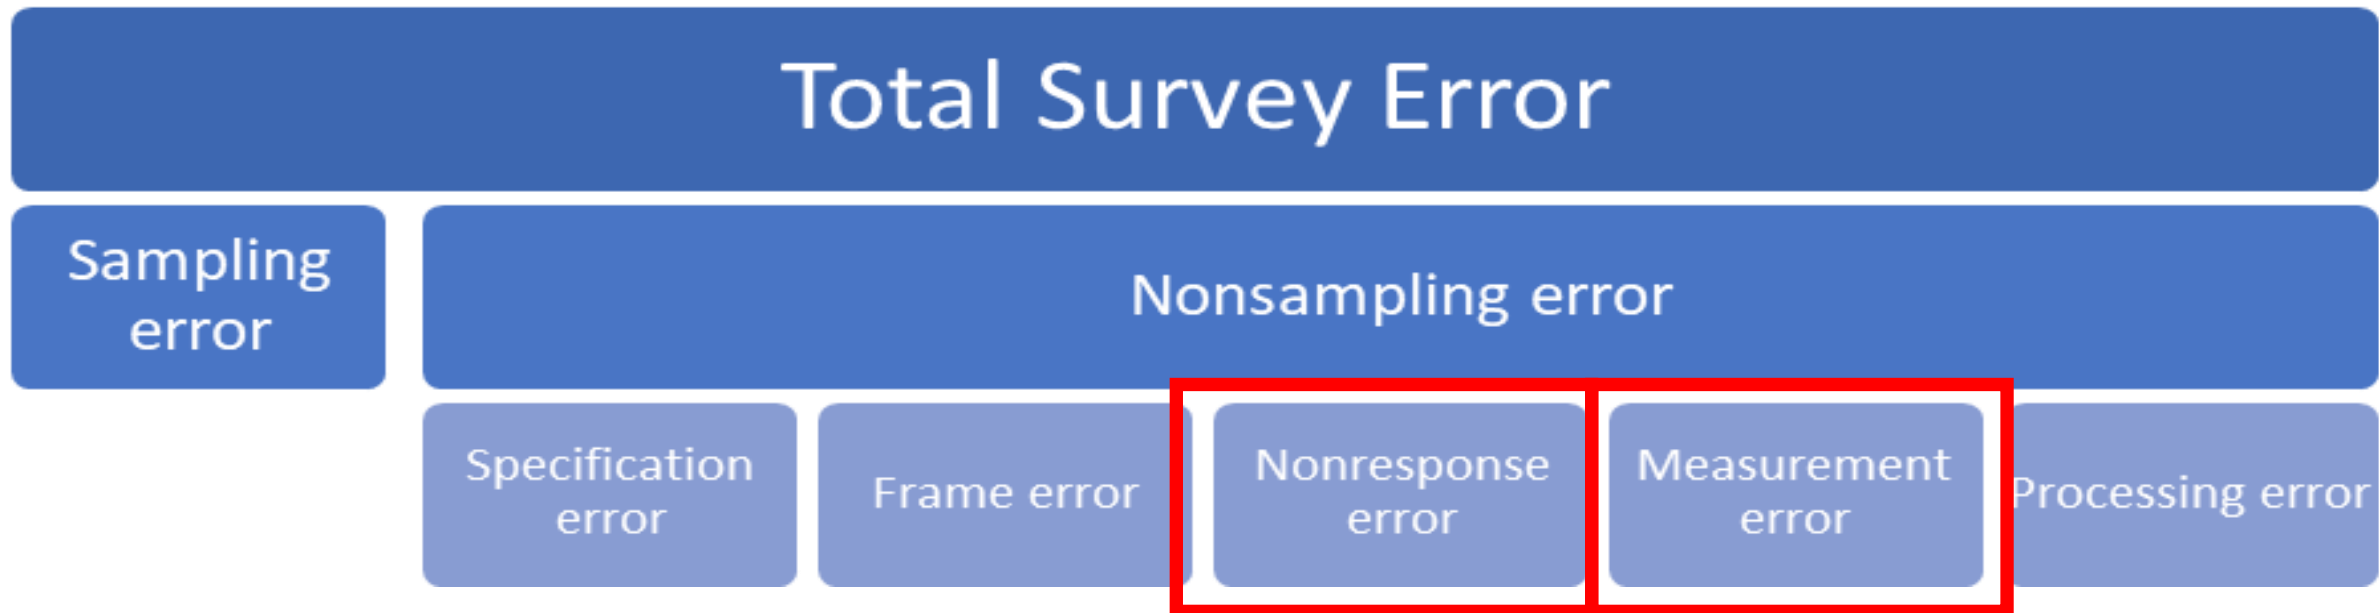 Total Survey Error
Sampling
error
Nonsampling error
Specification
error
Frame error
Nonresponse
error
Measurement
error
Processing error